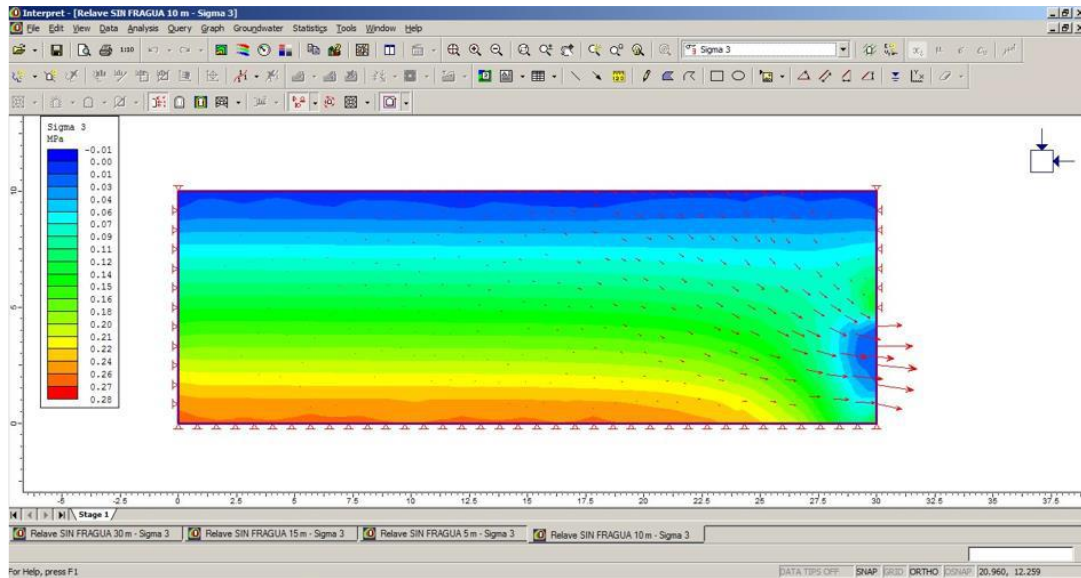 Interpret - [Relave SIN FRAGUA 10 m - Sigma 3]
File Edit View Data Analysis Query Graph Groundwater Statistics Tools Window Help
1:10 Sigma 3
Sigma 3
MPa
-0.01
0.00
0.01
0.03
0.04
0.06
0.07
0.09
0.10
0.12
0.13
0.15
0.16
0.18
0.20
0.21
0.22
0.24
0.26
0.27
0.28
10
5
0
-5 -2.5 0 2.5 5 7.5 10 12.5 15 17.5 20 22.5 25 27.5 30 32.5 35 37.5
Stage 1
Relave SIN FRAGUA 30 m - Sigma 3 Relave SIN FRAGUA 15 m - Sigma 3 Relave SIN FRAGUA 5 m - Sigma 3 Relave SIN FRAGUA 10 m - Sigma 3
For Help, press F1 DATA TIPS OFF SNAP GRID ORTHO OSNAP 20.960, 12.259